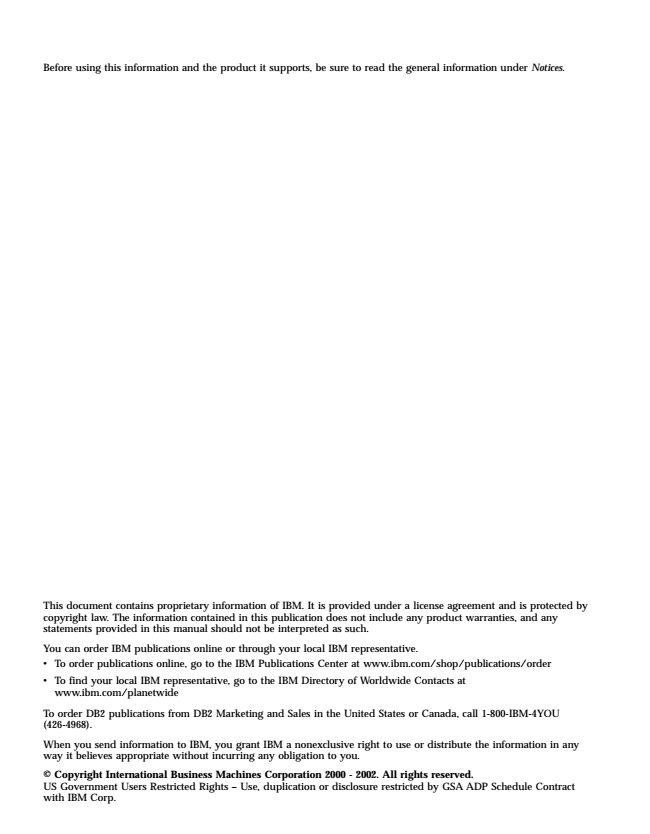 Before using this information and the product it supports, be sure to read the general information under Notices.
This document contains proprietary information of IBM. It is provided under a license agreement and is protected by
copyright law. The information contained in this publication does not include any product warranties, and any
statements provided in this manual should not be interpreted as such.
You can order IBM publications online or through your local IBM representative.
• To order publications online, go to the IBM Publications Center at www.ibm.com/shop/publications/order
• To find your local IBM representative, go to the IBM Directory of Worldwide Contacts at
www.ibm.com/planetwide
To order DB2 publications from DB2 Marketing and Sales in the United States or Canada, call 1-800-IBM-4YOU
(426-4968).
When you send information to IBM, you grant IBM a nonexclusive right to use or distribute the information in any
way it believes appropriate without incurring any obligation to you.
© Copyright International Business Machines Corporation 2000 - 2002. All rights reserved.
US Government Users Restricted Rights – Use, duplication or disclosure restricted by GSA ADP Schedule Contract
with IBM Corp.